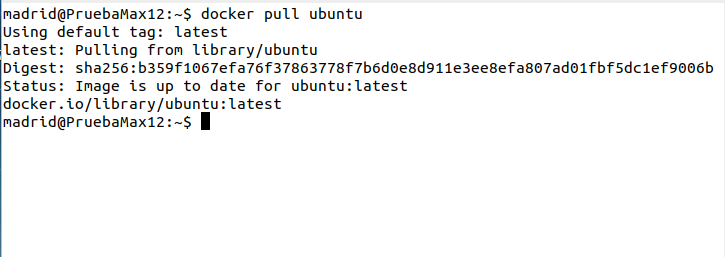 madrid@PruebaMax12:~$ docker pull ubuntu
Using default tag: latest
latest: Pulling from library/ubuntu
Digest: sha256:b359f1067efa76f37863778f7b6d0e8d911e3ee8efa807ad01fbf5dc1ef9006b
Status: Image is up to date for ubuntu:latest
docker.io/library/ubuntu:latest
madrid@PruebaMax12:~$